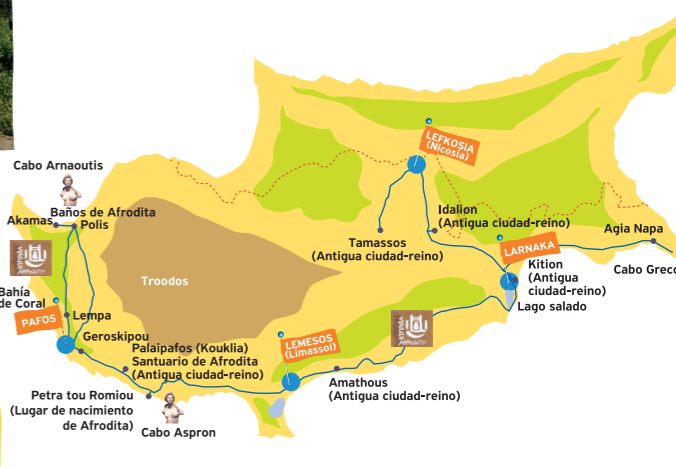 LEFKOSIA
(Nicosia)
Cabo Arnaoutis
Baños de Afrodita
Akamas
Polis
Idalion
(Antigua ciudad-reino)
Tamassos
(Antigua ciudad-reino)
Agia Napa
LARNAKA
Kition
(Antigua
ciudad-reino)
Cabo Greco
Troodos
Bahía
de Coral
Lago salado
PAFOS
Lempa
Geroskipou
LEMESOS
(Limassol)
Palaipafos (Kouklia)
Santuario de Afrodita
(Antigua ciudad-reino)
Amathous
(Antigua ciudad-reino)
Petra tou Romiou
(Lugar de nacimiento
de Afrodita)
Cabo Aspron